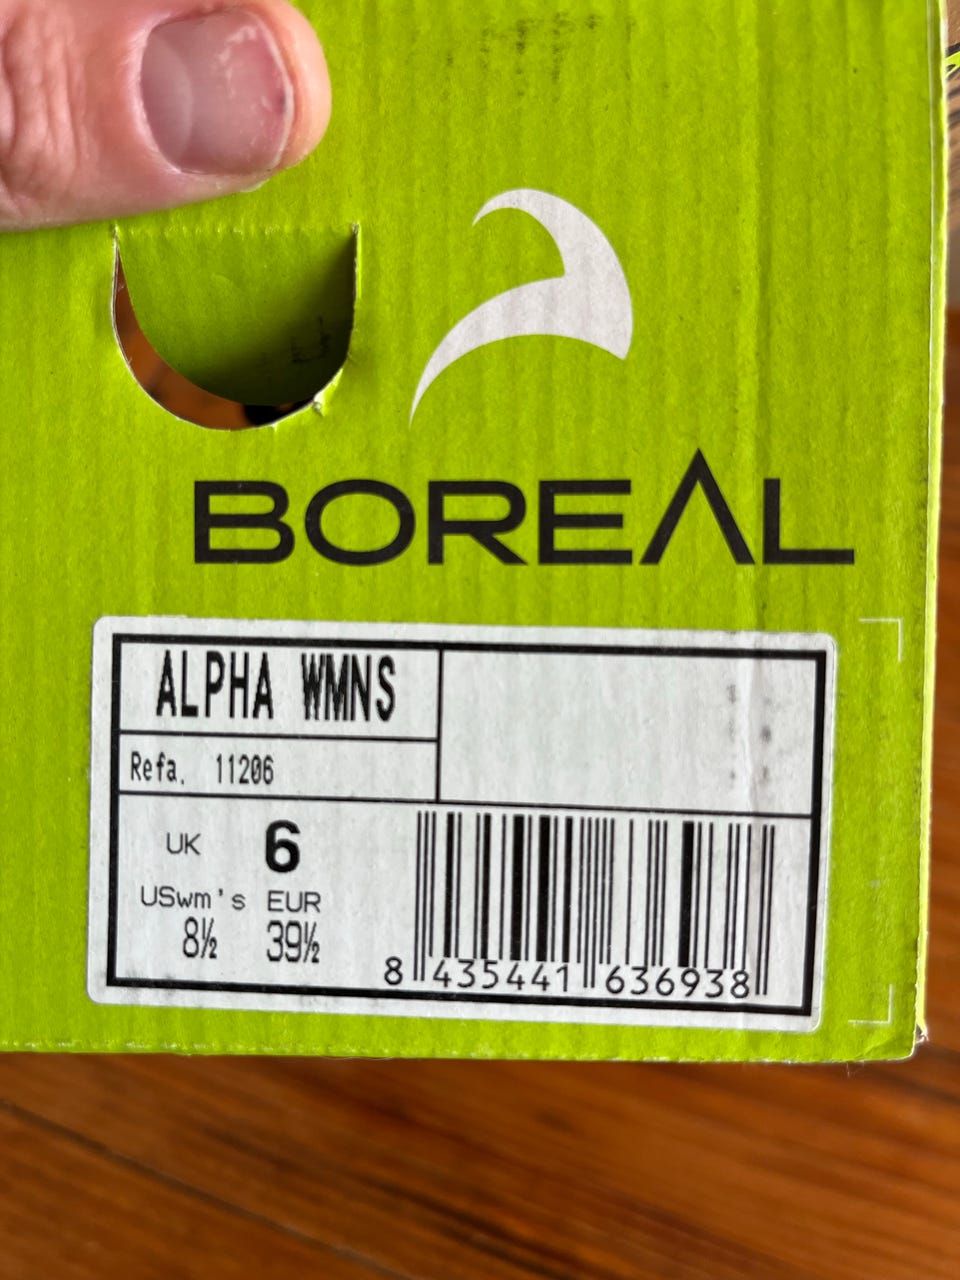 BOREAL
ALPHA WMNS
Refa. 11206
UK 6
USwm's EUR
8½ 39½
8 435441 636938